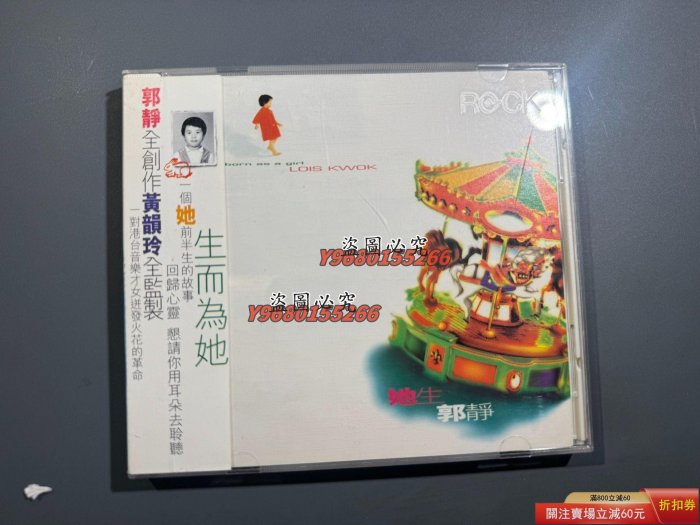 郭靜全創作黃韻玲全監製
一對港台音樂才女迸發火花的革命
一個她前半生的故事
回歸心靈 懇請你用耳朵去聆聽
生而為她
ROCK
born as a girl
LOIS KWOK
盜圖必究
Y9680155266
盜圖必究
Y9680155266
她生
郭靜
滿800立減60
關注賣場立減60元
折扣券